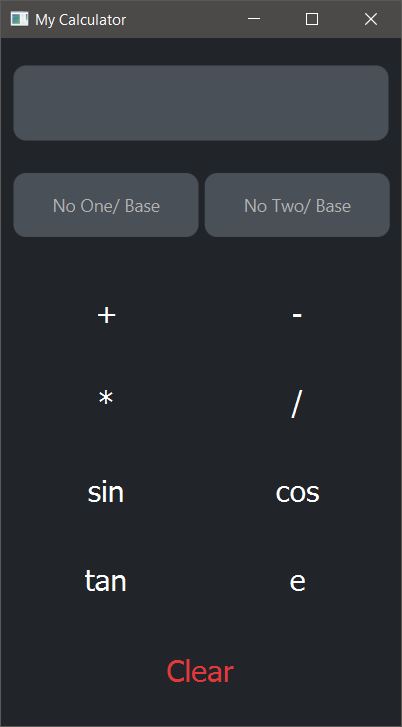 My Calculator
No One/ Base No Two/ Base
+ -
* /
sin cos
tan e
Clear